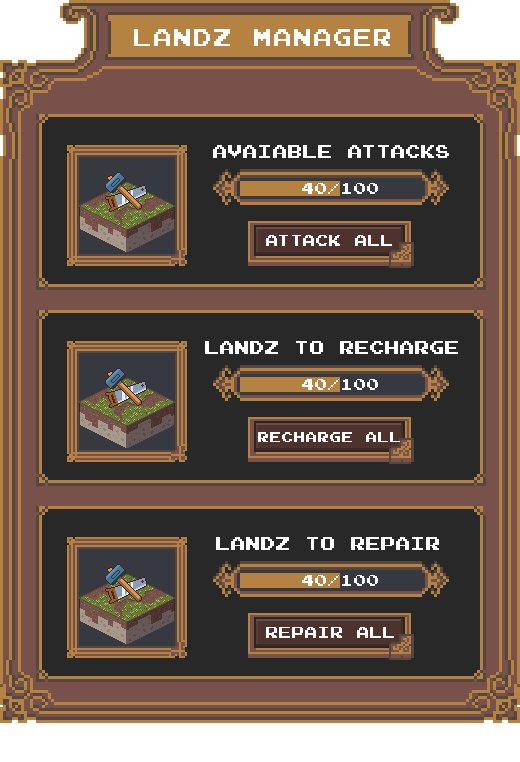 LANDZ MANAGER
AVAIABLE ATTACKS
40/100
ATTACK ALL
LANDZ TO RECHARGE
40/100
RECHARGE ALL
LANDZ TO REPAIR
40/100
REPAIR ALL